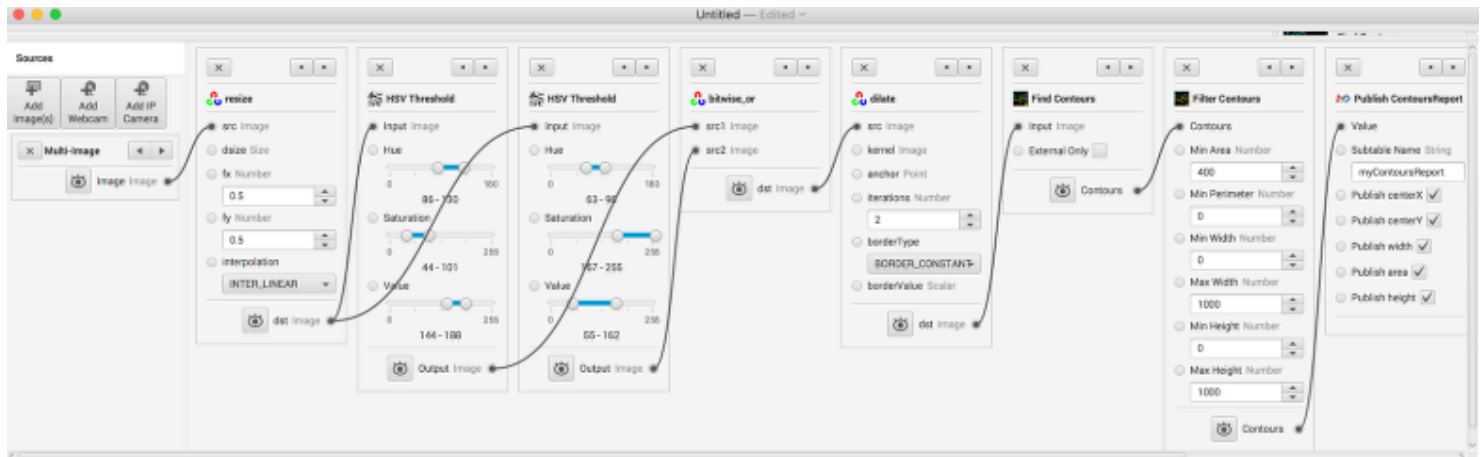 Untitled — Edited
Sources
Add Image(s)
Add Webcam
Add IP Camera
Multi-Image
Image Image
resize
src Image
dsize Size
fx Number
0.5
fy Number
0.5
interpolation
INTER_LINEAR
dst Image
HSV Threshold
Input Image
Hue
0 180
86 - 130
Saturation
0 255
44 - 101
Value
0 255
144 - 188
Output Image
HSV Threshold
Input Image
Hue
0 180
63 - 96
Saturation
0 255
167 - 255
Value
0 255
55 - 162
Output Image
bitwise_or
src1 Image
src2 Image
dst Image
dilate
src Image
kernel Image
anchor Point
iterations Number
2
borderType
BORDER_CONSTANT
borderValue Scalar
dst Image
Find Contours
Input Image
External Only
Contours
Filter Contours
Contours
Min Area Number
400
Min Perimeter Number
0
Min Width Number
0
Max Width Number
1000
Min Height Number
0
Max Height Number
1000
Contours
Publish ContoursReport
Value
Subtable Name String
myContoursReport
Publish centerX
Publish centerY
Publish width
Publish area
Publish height